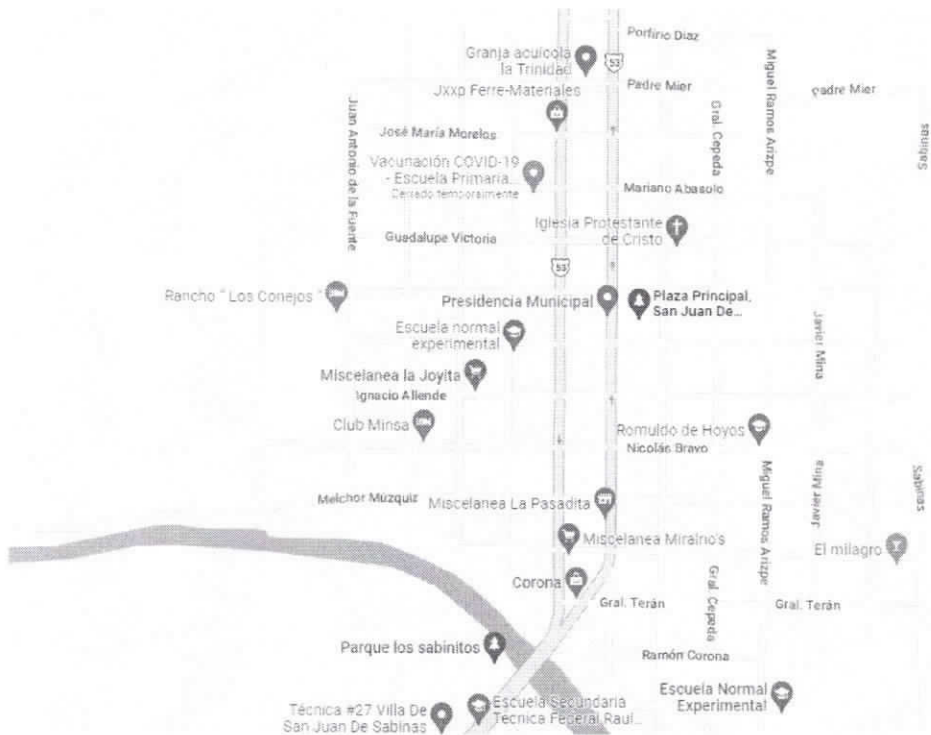 Porfirio Diaz
Granja acuícola
la Trinidad
53
Miguel Ramos Arizpe
Padre Mier
Padre Mier
Jxxp Ferre-Materiales
Juan Antonio de la Fuente
Gral. Cepeda
José María Morelos
Sabinas
Vacunación COVID-19
- Escuela Primaria...
Cerrado temporalmente
Mariano Abasolo
Iglesia Protestante
de Cristo
Guadalupe Victoria
53
Rancho " Los Conejos "
Presidencia Municipal
Plaza Principal,
San Juan De...
Escuela normal
experimental
Javier Mina
Miscelanea la Joyita
Ignacio Allende
Club Minsa
Romuldo de Hoyos
Nicolás Bravo
Melchor Múzquiz
Miscelanea La Pasadita
Miguel Ramos Arizpe
Javier Mina
Sabinas
Miscelanea Miralrio's
El milagro
Corona
Gral. Terán
Gral. Cepeda
Gral. Terán
Parque los sabinitos
Ramón Corona
Técnica #27 Villa De
San Juan De Sabinas
Escuela Secundaria
Técnica Federal Raul...
Escuela Normal
Experimental